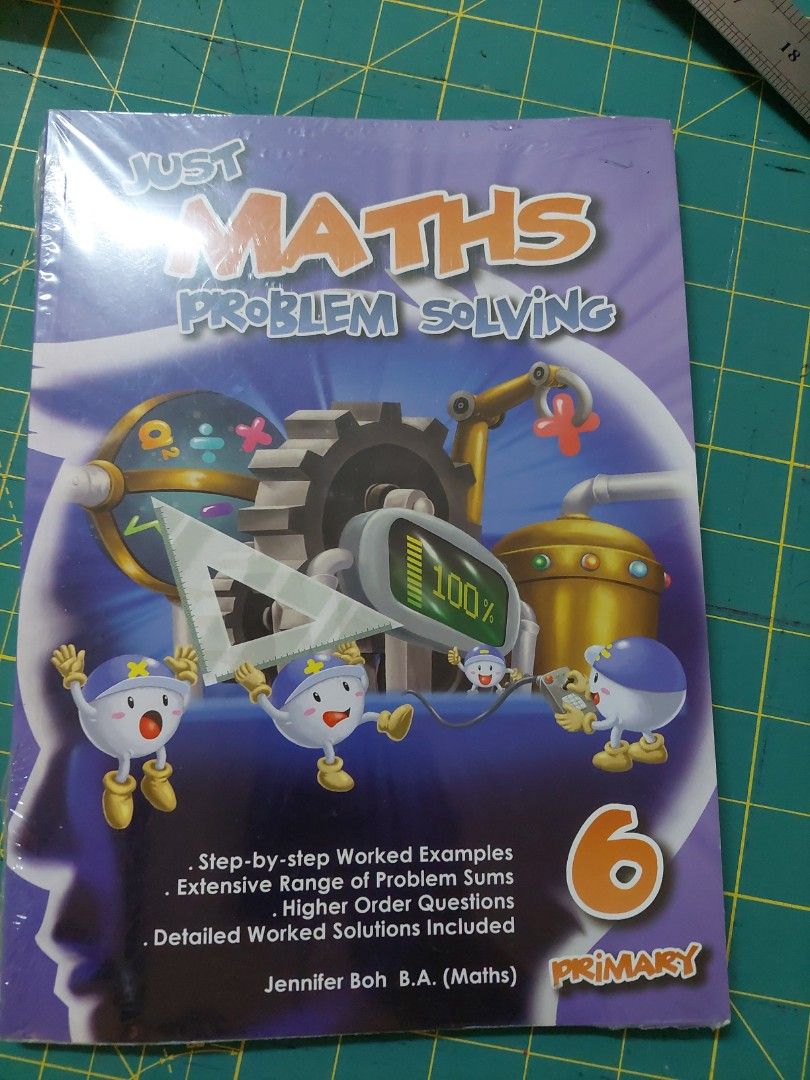 18
JUST
MATHS
PROBLEM SOLVING
a2
÷
×
√
-
×
100%
. Step-by-step Worked Examples
. Extensive Range of Problem Sums
. Higher Order Questions
. Detailed Worked Solutions Included
Jennifer Boh B.A. (Maths)
6
PRIMARY